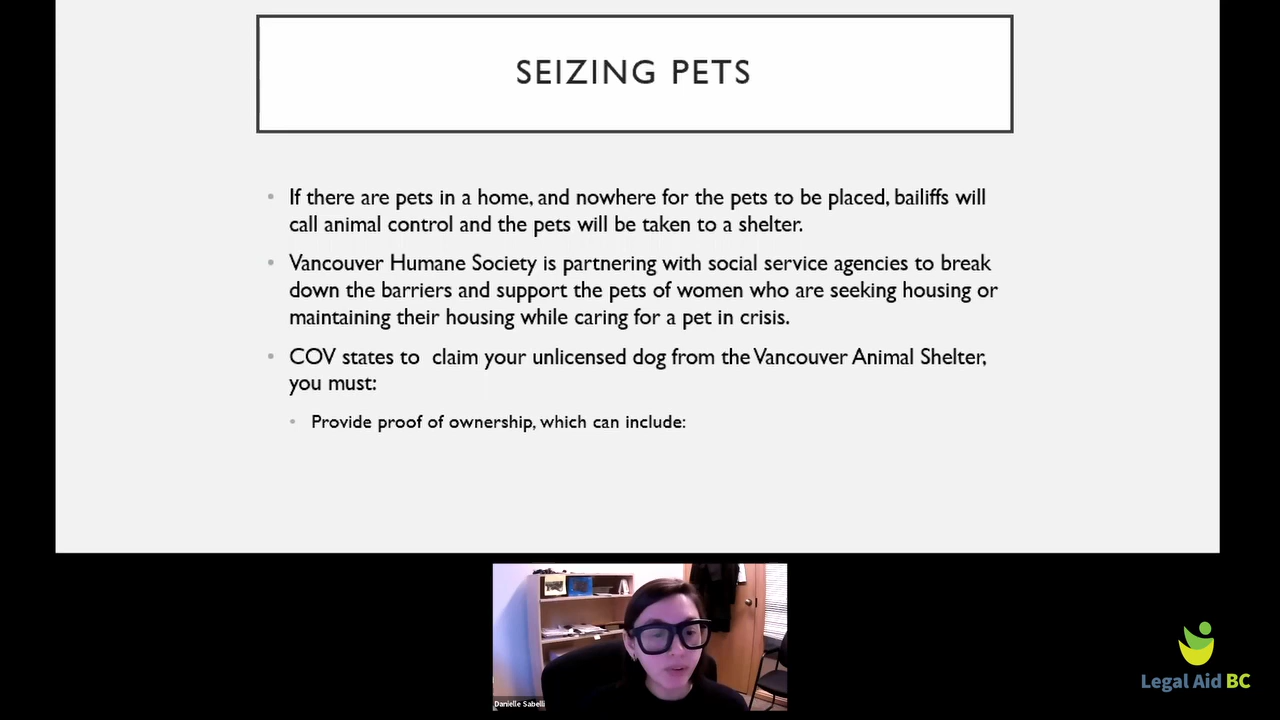 SEIZING PETS
If there are pets in a home, and nowhere for the pets to be placed, bailiffs will
call animal control and the pets will be taken to a shelter.
Vancouver Humane Society is partnering with social service agencies to break
down the barriers and support the pets of women who are seeking housing or
maintaining their housing while caring for a pet in crisis.
COV states to  claim your unlicensed dog from the Vancouver Animal Shelter,
you must:
Provide proof of ownership, which can include:
Danielle Sabelli
Legal Aid BC